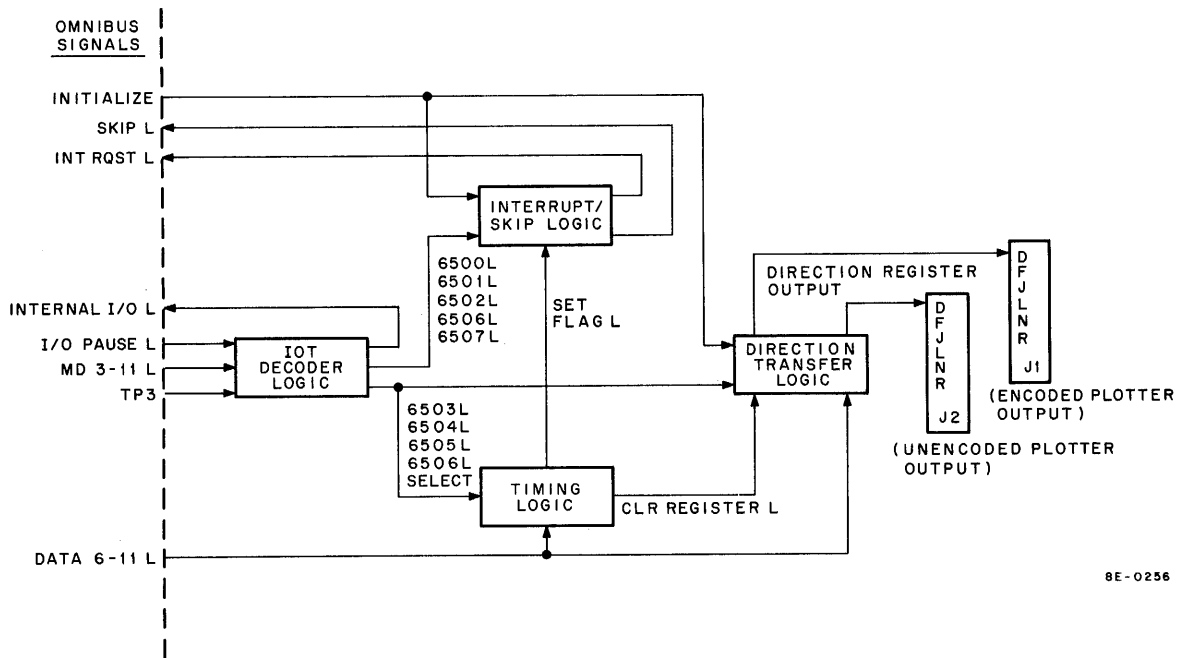 OMNIBUS
SIGNALS
INITIALIZE
SKIP L
INT RQST L
INTERRUPT/
SKIP LOGIC
6500L
6501L
6502L
6506L
6507L
SET
FLAG L
INTERNAL I/O L
I/O PAUSE L
MD 3-11 L
TP3
IOT
DECODER
LOGIC
6503L
6504L
6505L
6506L
SELECT
TIMING
LOGIC
CLR REGISTER L
DATA 6-11 L
DIRECTION REGISTER
OUTPUT
DIRECTION
TRANSFER
LOGIC
D
F
J
L
N
R
J1
(ENCODED PLOTTER
OUTPUT)
D
F
J
L
N
R
J2
(UNENCODED PLOTTER
OUTPUT)
8E-0256